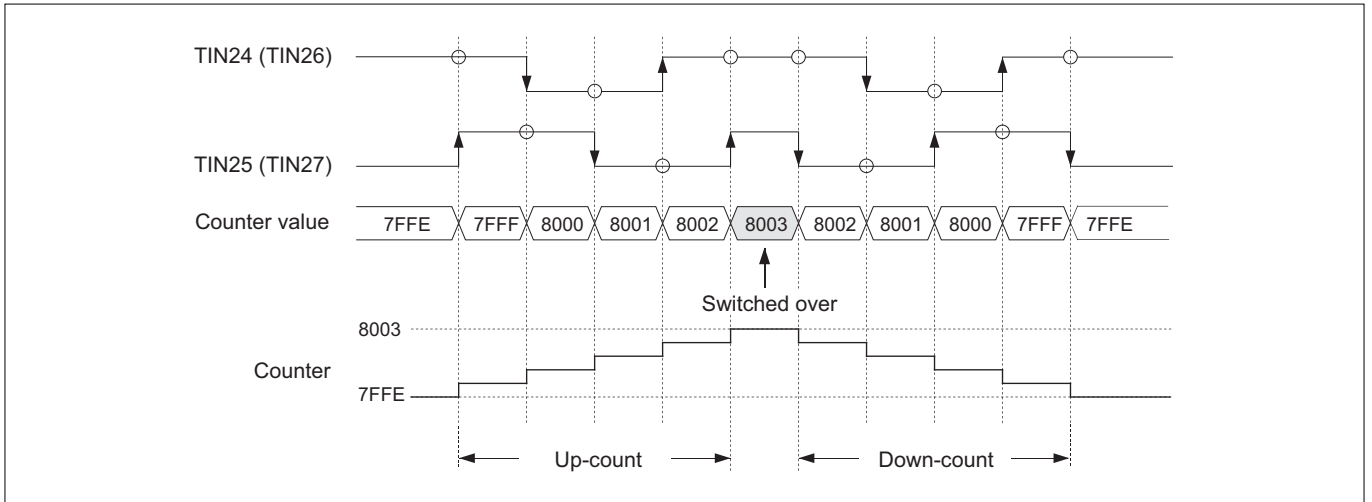 TIN24 (TIN26)
TIN25 (TIN27)
Counter value 7FFE 7FFF 8000 8001 8002 8003 8002 8001 8000 7FFF 7FFE
Switched over
8003
Counter
7FFE
Up-count Down-count